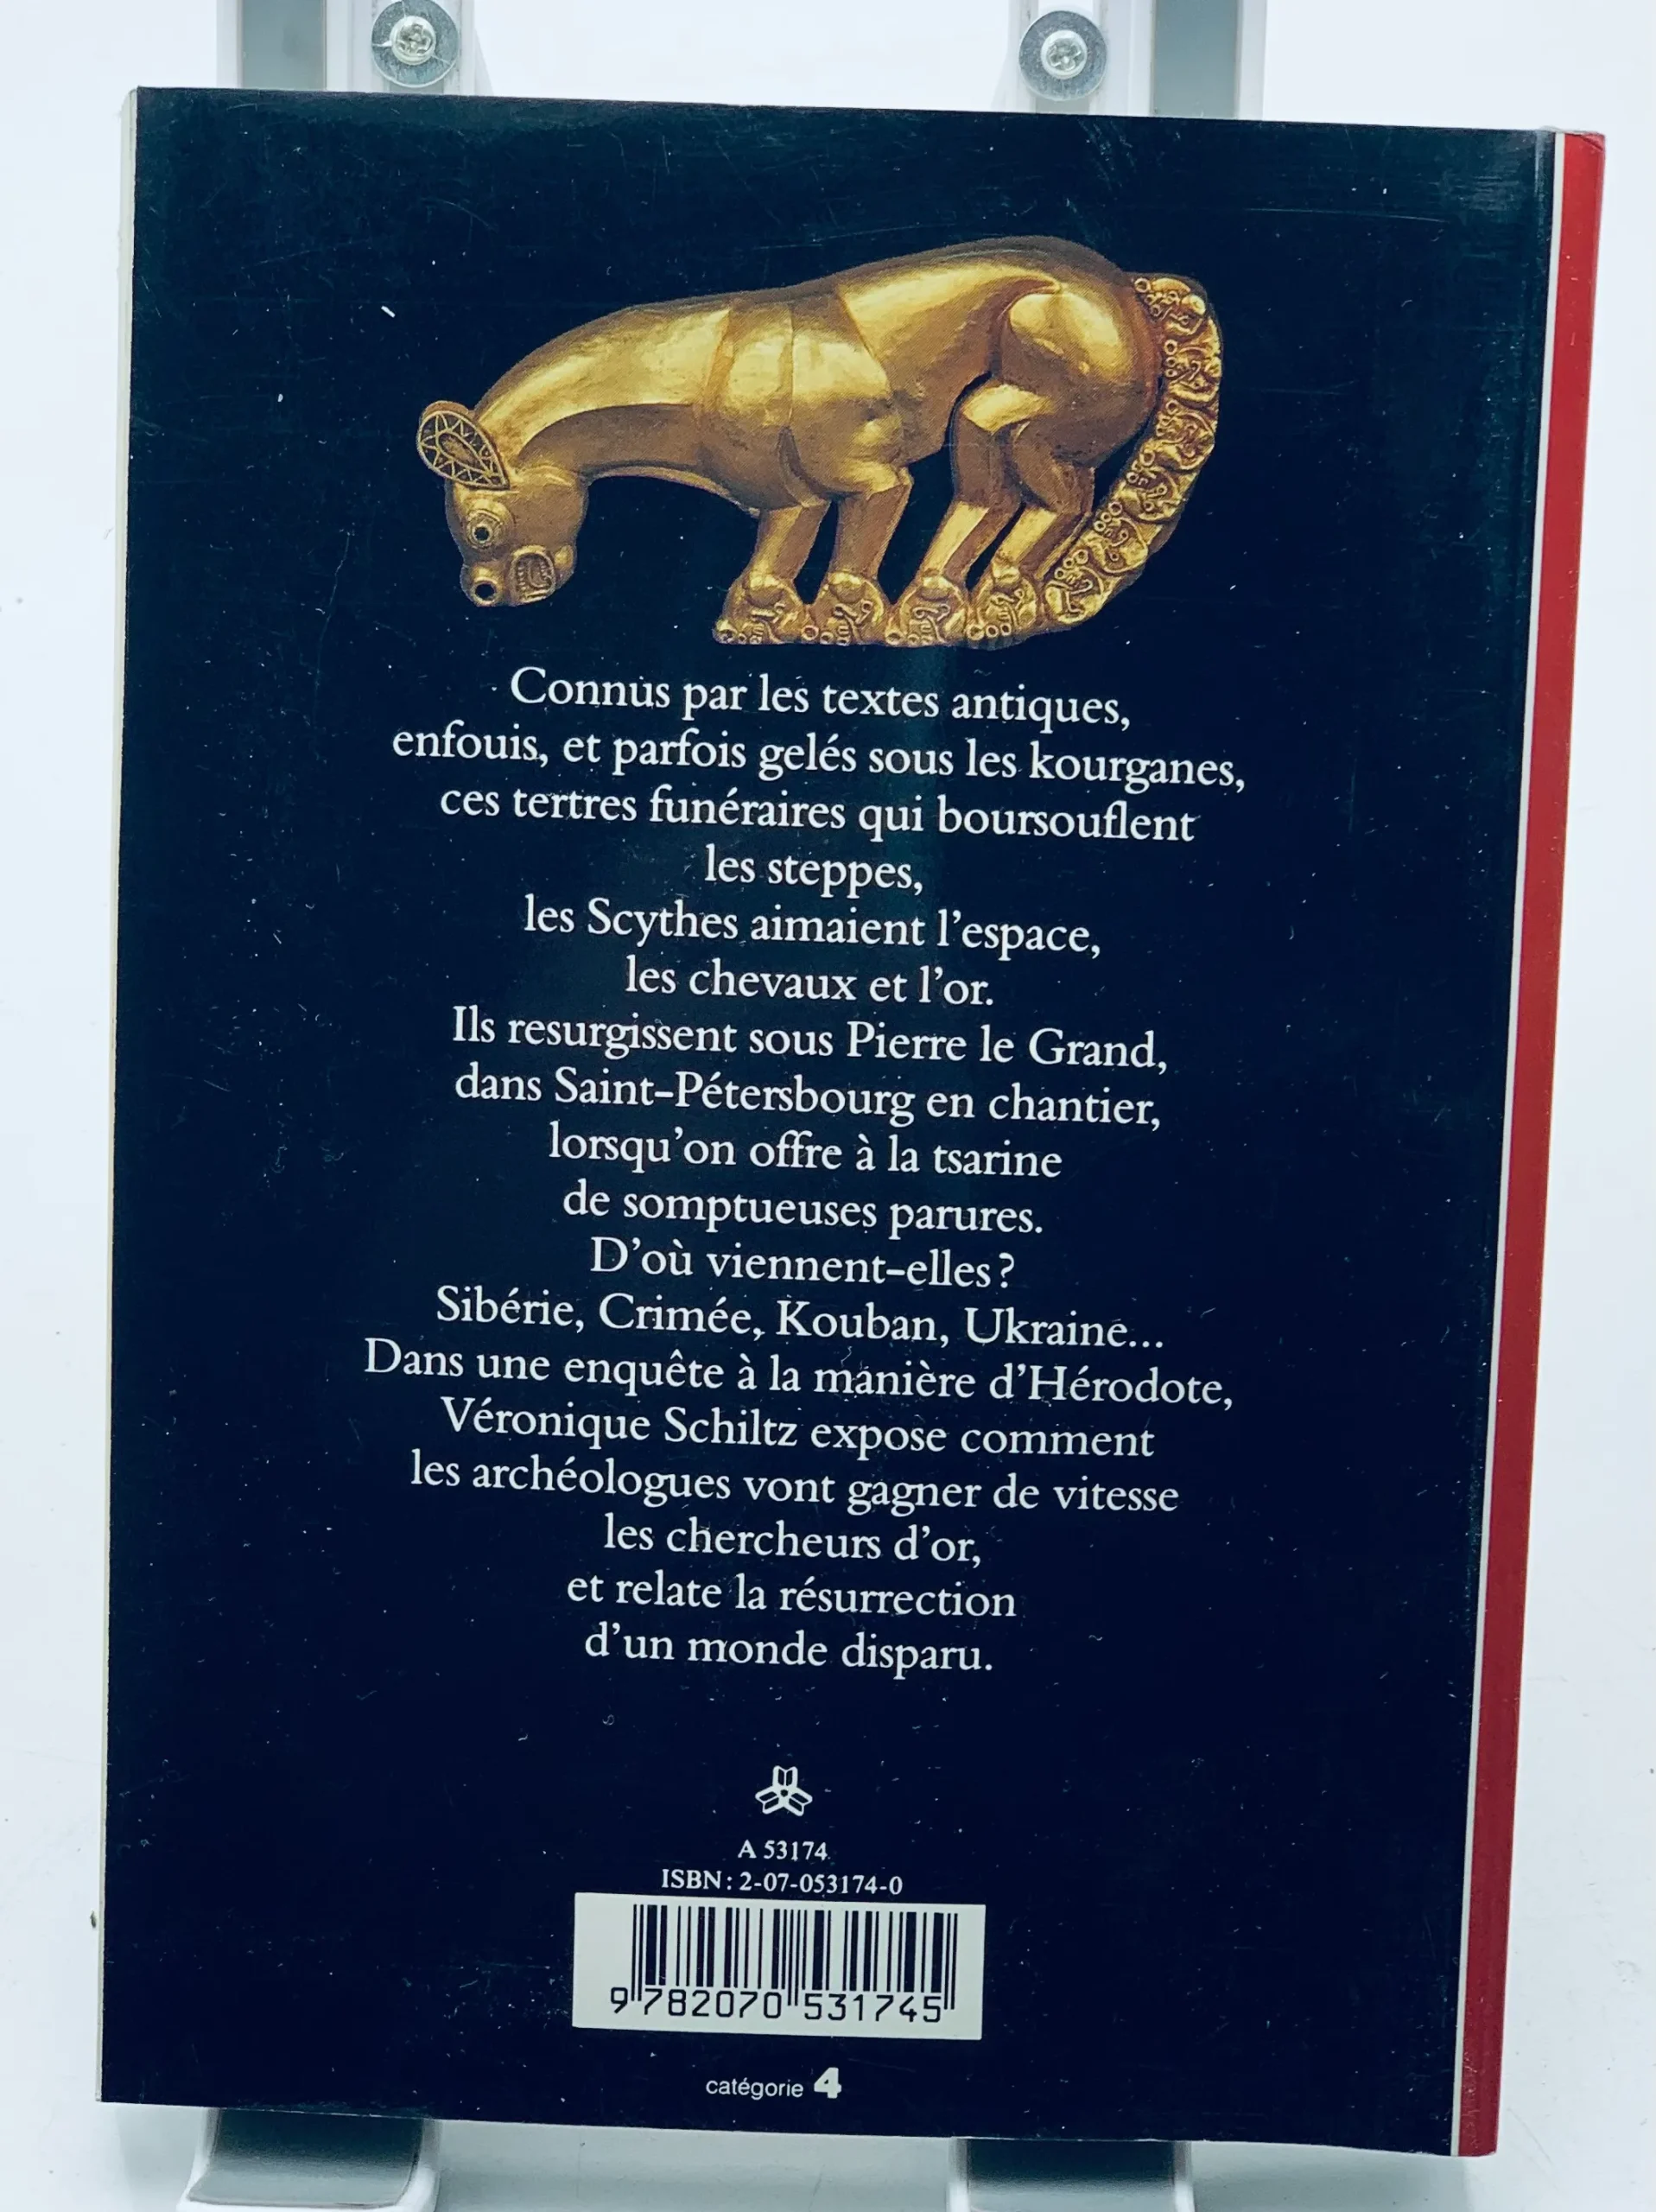 Connus par les textes antiques,
enfouis, et parfois gelés sous les kourganes,
ces tertres funéraires qui boursouflent
les steppes,
les Scythes aimaient l'espace,
les chevaux et l'or.
Ils resurgissent sous Pierre le Grand,
dans Saint-Pétersbourg en chantier,
lorsqu'on offre à la tsarine
de somptueuses parures.
D'où viennent-elles ?
Sibérie, Crimée, Kouban, Ukraine...
Dans une enquête à la manière d'Hérodote,
Véronique Schiltz expose comment
les archéologues vont gagner de vitesse
les chercheurs d'or,
et relate la résurrection
d'un monde disparu.
A 53174
ISBN : 2-07-053174-0
9 782070 531745
catégorie 4